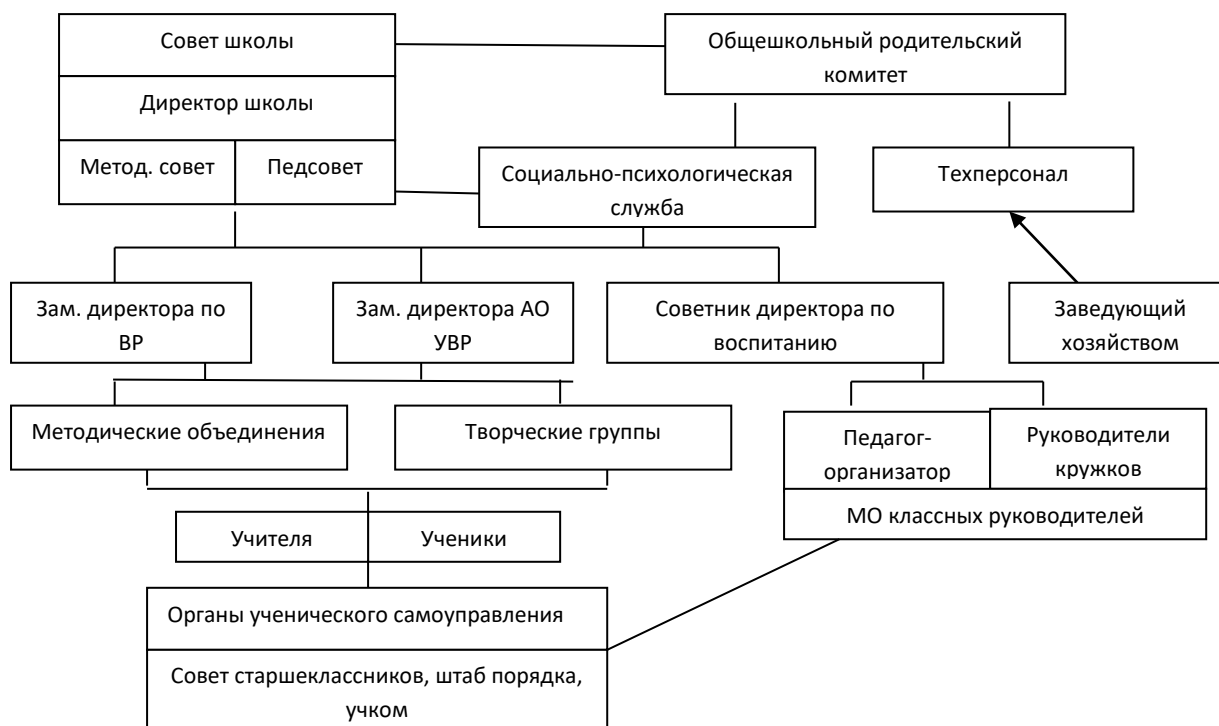 Совет школы
Общешкольный родительский
комитет
Директор школы
Метод. совет
Педсовет
Социально-психологическая
служба
Техперсонал
Зам. директора по
ВР
Зам. директора АО
УВР
Советник директора по
воспитанию
Заведующий
хозяйством
Методические объединения
Творческие группы
Педагог-
организатор
Руководители
кружков
МО классных руководителей
Учителя
Ученики
Органы ученического самоуправления
Совет старшеклассников, штаб порядка,
учком